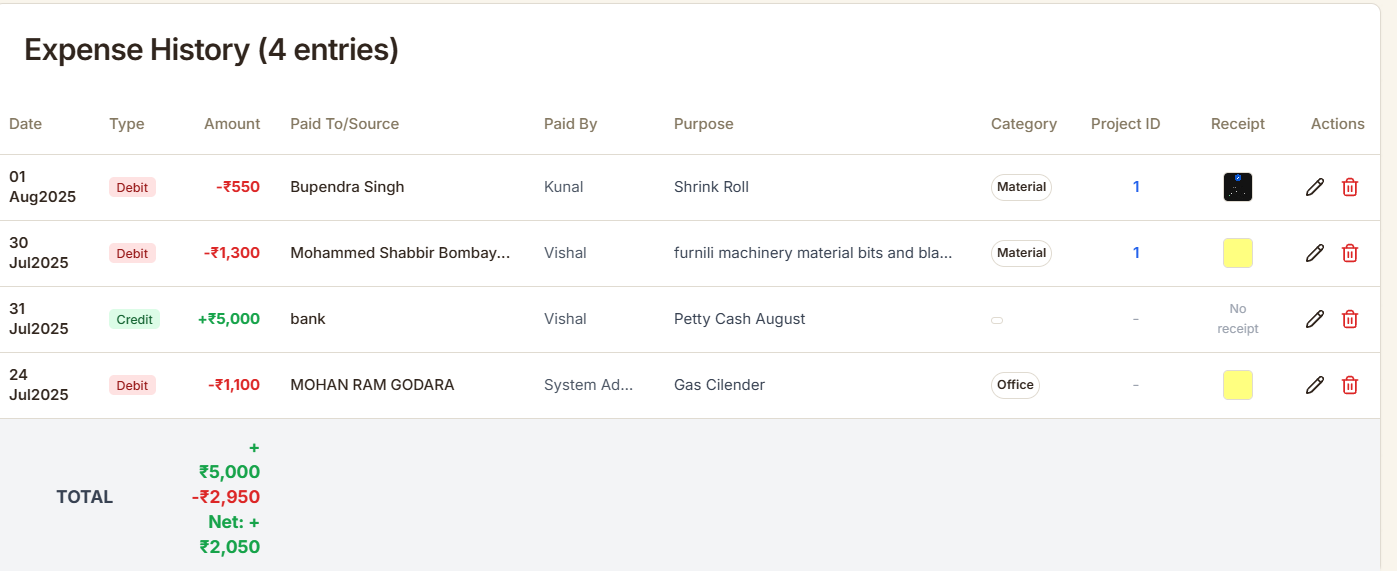 Expense History (4 entries)
Date Type Amount Paid To/Source Paid By Purpose Category Project ID Receipt Actions
01
Aug2025
Debit -₹550 Bupendra Singh Kunal Shrink Roll Material 1
30
Jul2025
Debit -₹1,300 Mohammed Shabbir Bombay... Vishal furnili machinery material bits and bla... Material 1
31
Jul2025
Credit +₹5,000 bank Vishal Petty Cash August - No
receipt
24
Jul2025
Debit -₹1,100 MOHAN RAM GODARA System Ad... Gas Cilender Office -
TOTAL
+
₹5,000
-₹2,950
Net: +
₹2,050